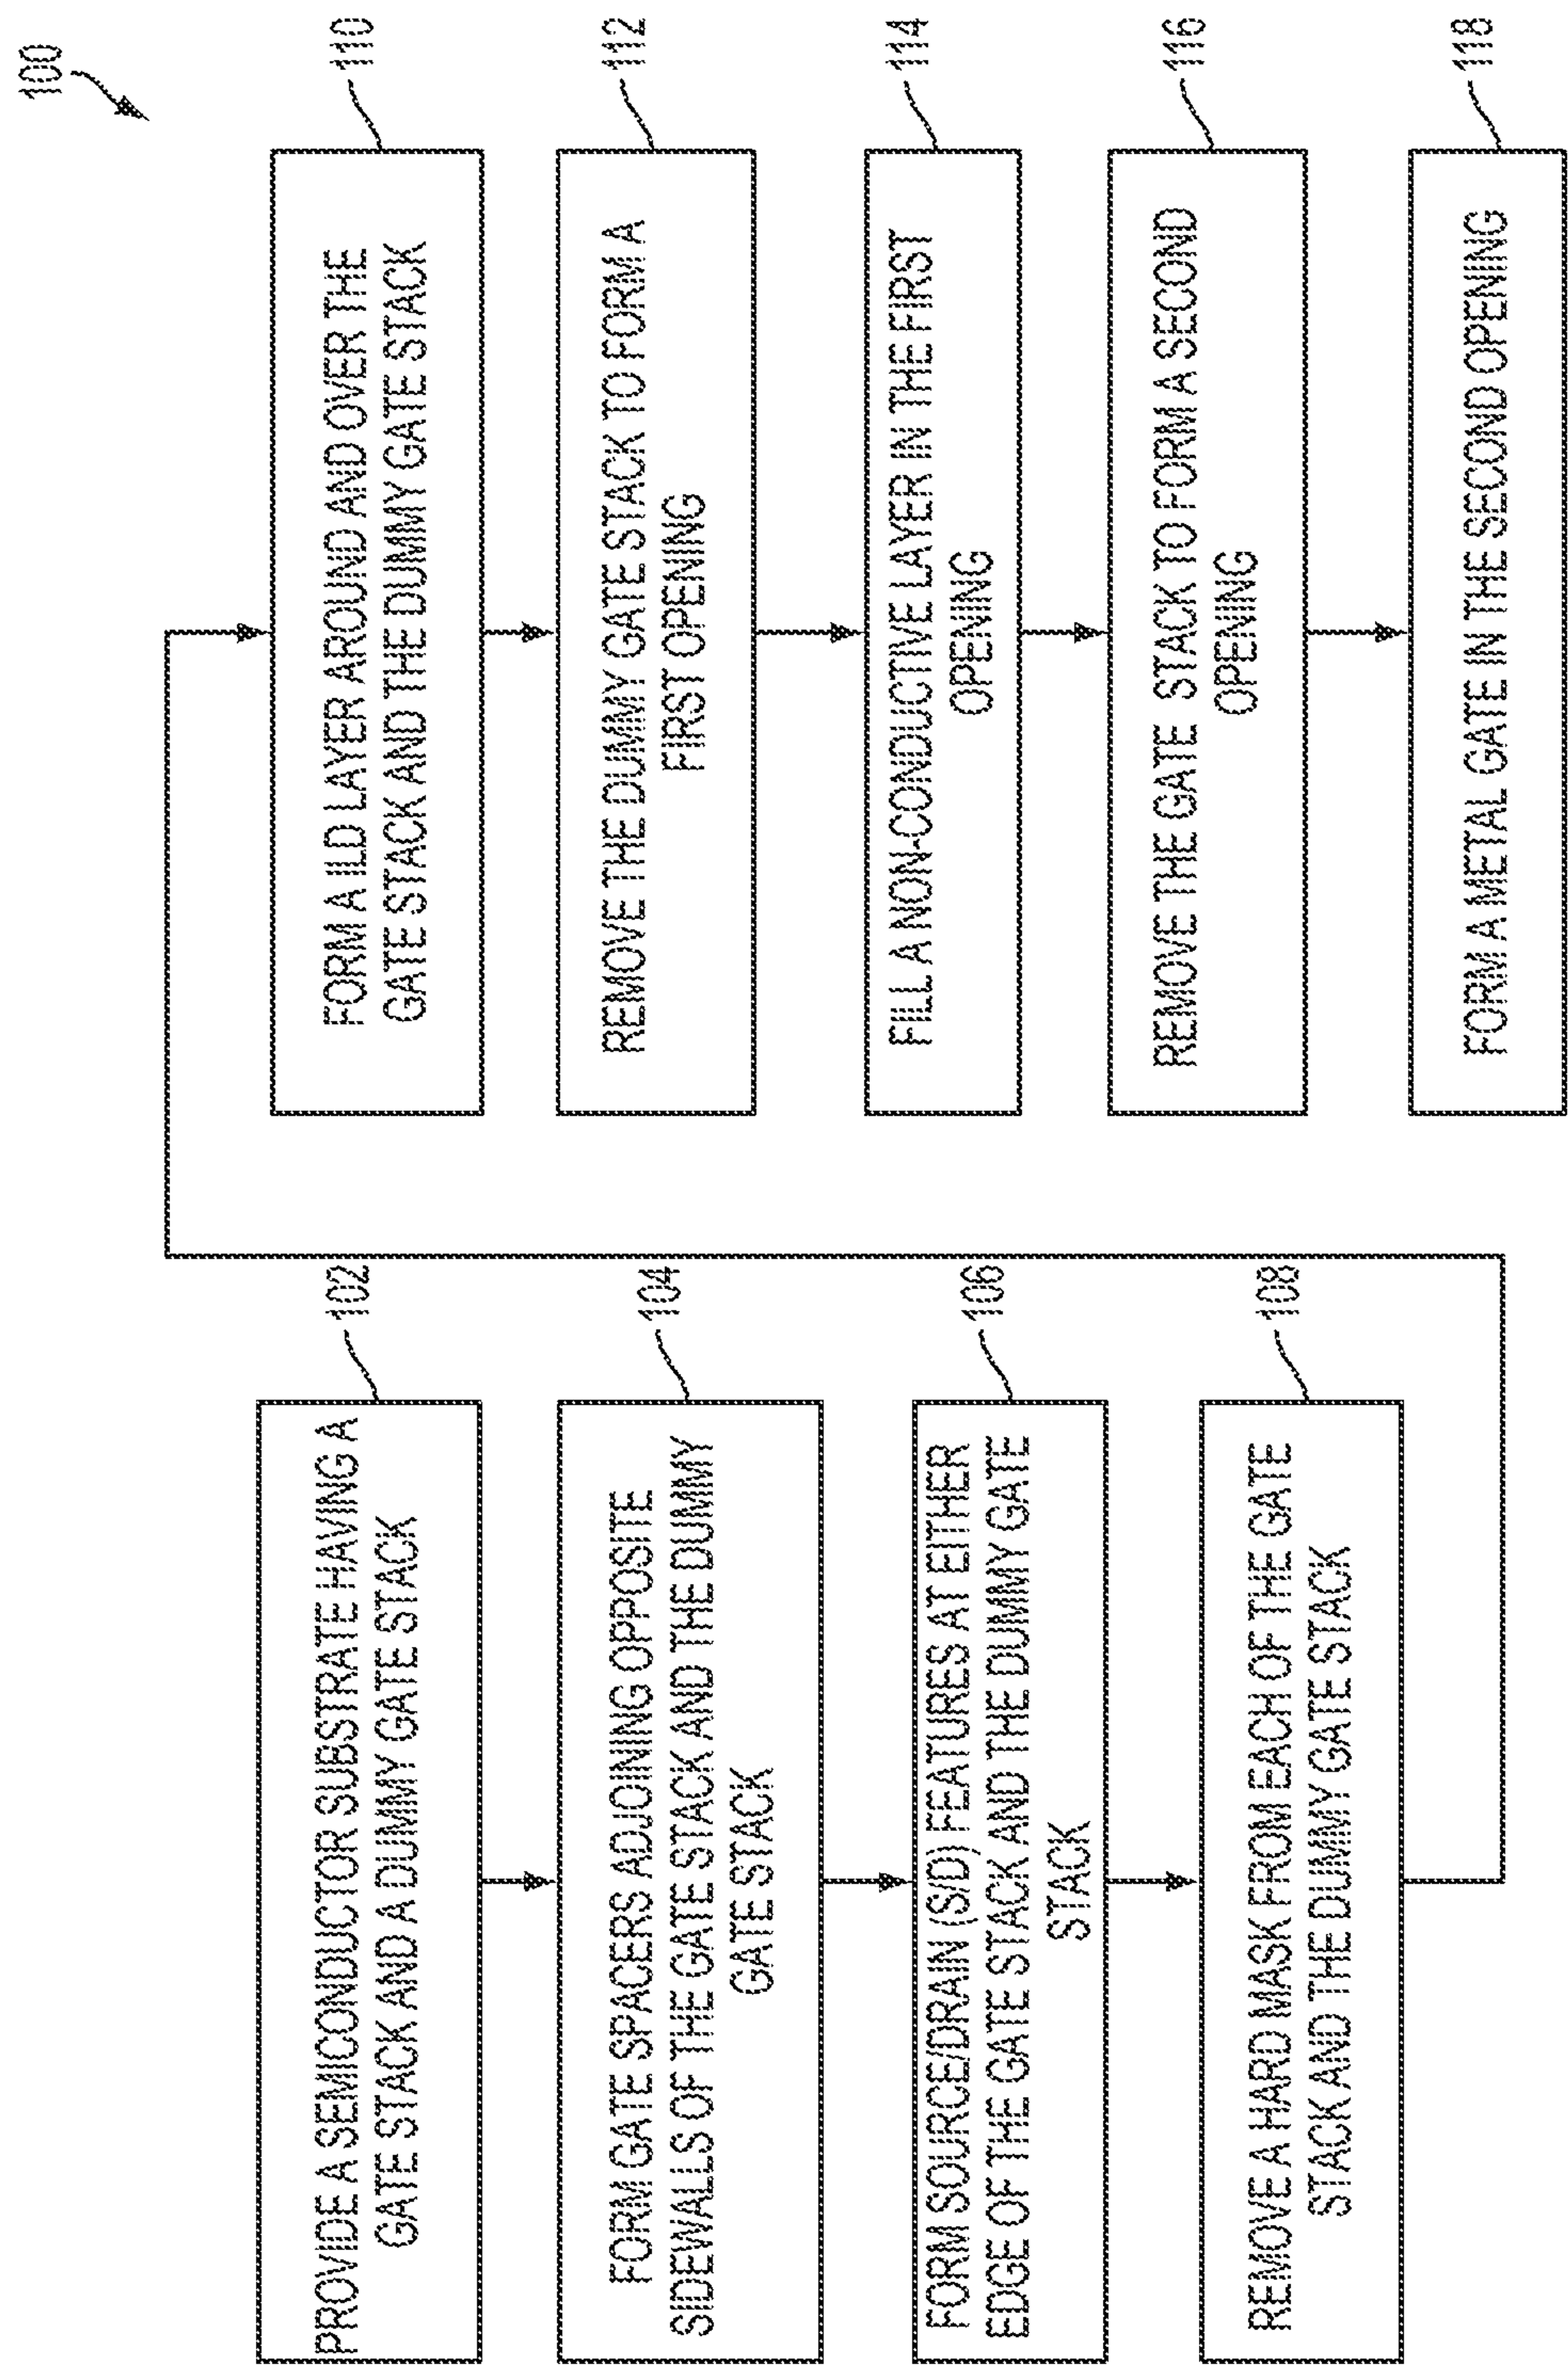 100
102
PROVIDE A SEMICONDUCTOR SUBSTRATE HAVING A
GATE STACK AND A DUMMY GATE STACK
104
FORM GATE SPACERS ADJOINING OPPOSITE
SIDEWALLS OF THE GATE STACK AND THE DUMMY
GATE STACK
106
FORM SOURCE/DRAIN (S/D) FEATURES AT EITHER
EDGE OF THE GATE STACK AND THE DUMMY GATE
STACK
108
REMOVE A HARD MASK FROM EACH OF THE GATE
STACK AND THE DUMMY GATE STACK
110
FORM A ILD LAYER AROUND AND OVER THE
GATE STACK AND THE DUMMY GATE STACK
112
REMOVE THE DUMMY GATE STACK TO FORM A
FIRST OPENING
114
FILL A NON-CONDUCTIVE LAYER IN THE FIRST
OPENING
116
REMOVE THE GATE STACK TO FORM A SECOND
OPENING
118
FORM A METAL GATE IN THE SECOND OPENING